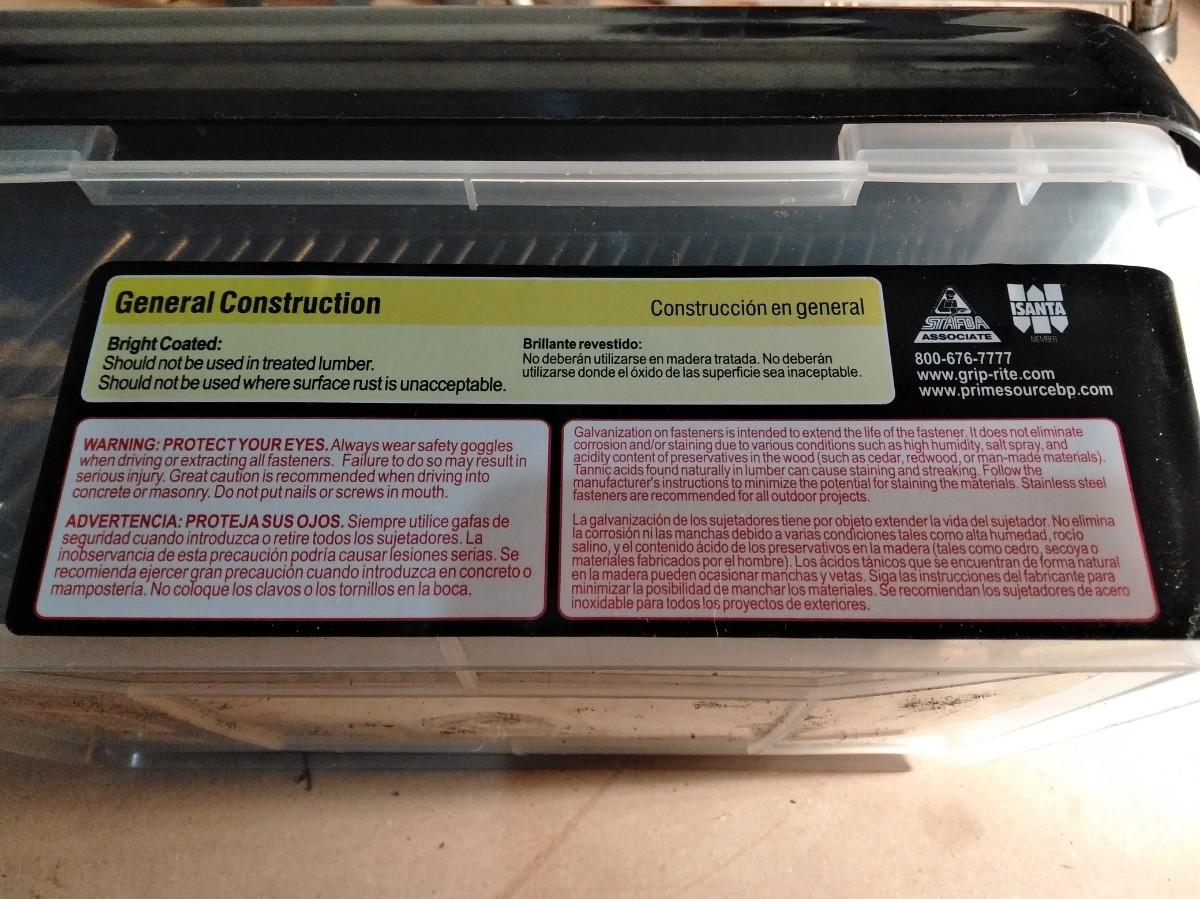 General Construction
Construcción en general
Bright Coated:
Should not be used in treated lumber.
Should not be used where surface rust is unacceptable.
Brillante revestido:
No deberán utilizarse en madera tratada. No deberán
utilizarse donde el óxido de las superficie sea inaceptable.
STAFDA
ASSOCIATE
ISANTA
MEMBER
800-676-7777
www.grip-rite.com
www.primesourcebp.com
WARNING: PROTECT YOUR EYES. Always wear safety goggles
when driving or extracting all fasteners. Failure to do so may result in
serious injury. Great caution is recommended when driving into
concrete or masonry. Do not put nails or screws in mouth.
ADVERTENCIA: PROTEJA SUS OJOS. Siempre utilice gafas de
seguridad cuando introduzca o retire todos los sujetadores. La
inobservancia de esta precaución podría causar lesiones serias. Se
recomienda ejercer gran precaución cuando introduzca en concreto o
mampostería. No coloque los clavos o los tornillos en la boca.
Galvanization on fasteners is intended to extend the life of the fastener. It does not eliminate
corrosion and/or staining due to various conditions such as high humidity, salt spray, and
acidity content of preservatives in the wood (such as cedar, redwood, or man-made materials).
Tannic acids found naturally in lumber can cause staining and streaking. Follow the
manufacturer's instructions to minimize the potential for staining the materials. Stainless steel
fasteners are recommended for all outdoor projects.
La galvanización de los sujetadores tiene por objeto extender la vida del sujetador. No elimina
la corrosión ni las manchas debido a varias condiciones tales como alta humedad, rocío
salino, y el contenido ácido de los preservativos en la madera (tales como cedro, secoya o
materiales fabricados por el hombre). Los ácidos tánicos que se encuentran de forma natural
en la madera pueden ocasionar manchas y vetas. Siga las instrucciones del fabricante para
minimizar la posibilidad de manchar los materiales. Se recomiendan los sujetadores de acero
inoxidable para todos los proyectos de exteriores.